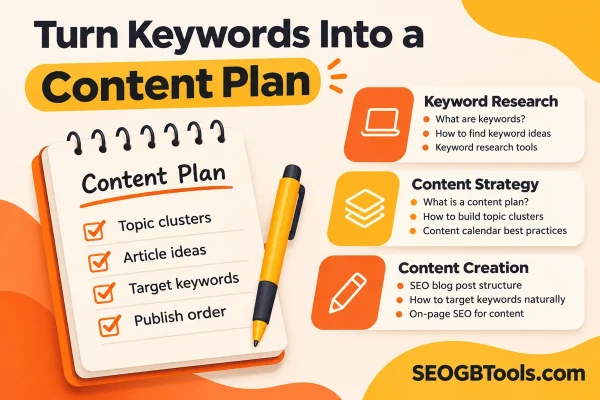 Turn Keywords Into a
Content Plan
Content Plan
Topic clusters
Article ideas
Target keywords
Publish order
Keyword Research
What are keywords?
How to find keyword ideas
Keyword research tools
Content Strategy
What is a content plan?
How to build topic clusters
Content calendar best practices
Content Creation
SEO blog post structure
How to target keywords naturally
On-page SEO for content
SEOGBTools.com